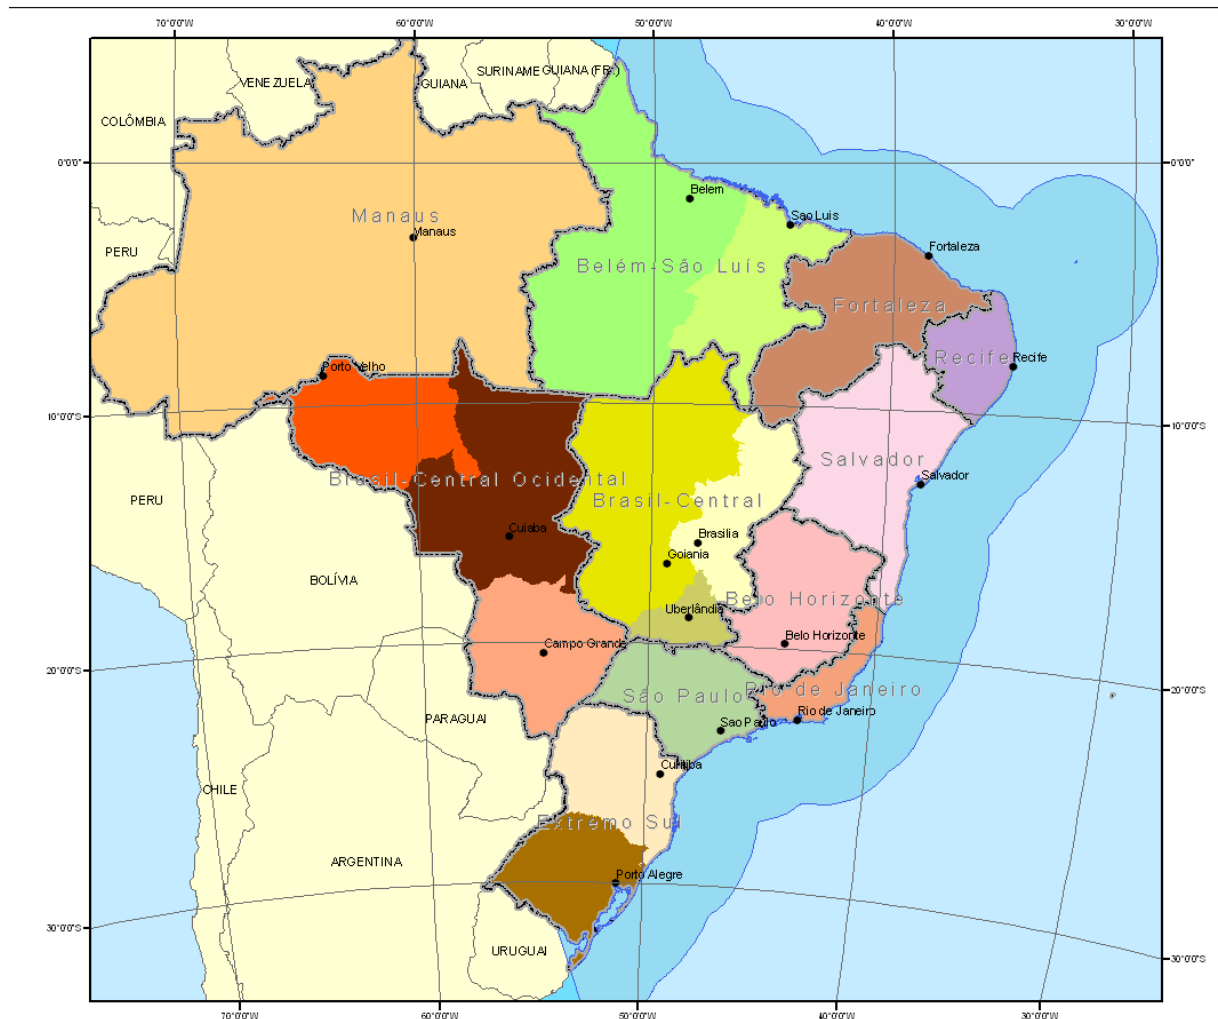 70°0'0"W 60°0'0"W 50°0'0"W 40°0'0"W 30°0'0"W
VENEZUELA
GUIANA
SURINAME
GUIANA (FR.)
COLÔMBIA
0°0'0"
0°0'0"
Belem
Manaus
Sao Luis
Manaus
PERU
Fortaleza
Belém-São Luís
Fortaleza
Recife
Recife
Porto Velho
10°0'0"S
10°0'0"S
Salvador
Brasil-Central Ocidental
Salvador
PERU
Brasil-Central
Cuiaba
Brasilia
Goiania
BOLÍVIA
Belo Horizonte
Uberlândia
Belo Horizonte
Campo Grande
20°0'0"S
20°0'0"S
São Paulo
Rio de Janeiro
Rio de Janeiro
PARAGUAI
Sao Paulo
Curitiba
CHILE
Extremo Sul
ARGENTINA
Porto Alegre
30°0'0"S
URUGUAI
30°0'0"S
70°0'0"W 60°0'0"W 50°0'0"W 40°0'0"W 30°0'0"W